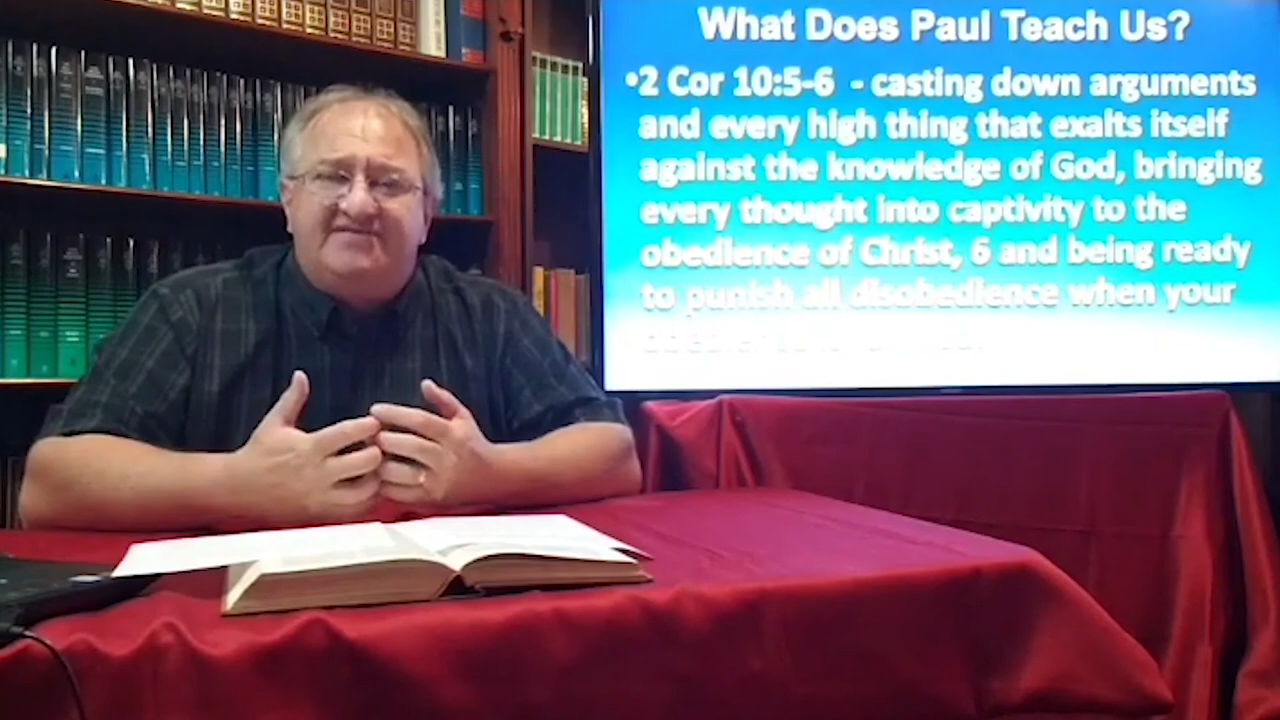 What Does Paul Teach Us?
•2 Cor 10:5-6 - casting down arguments
and every high thing that exalts itself
against the knowledge of God, bringing
every thought into captivity to the
obedience of Christ, 6 and being ready
to punish all disobedience when your